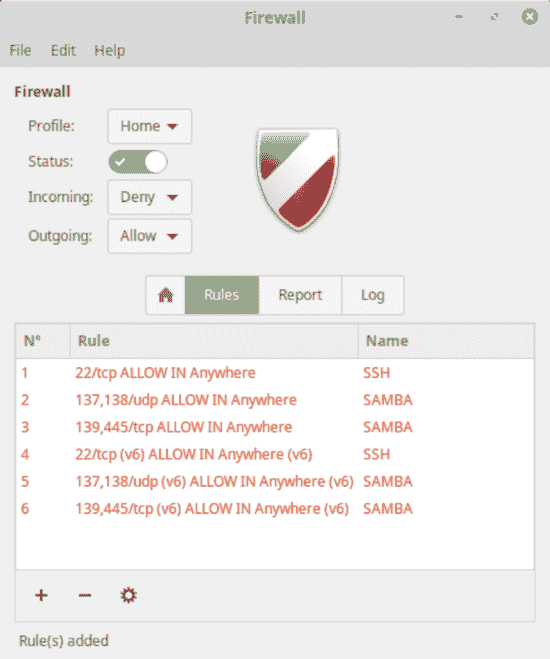 Firewall
File Edit Help
Firewall
Profile: Home
Status:
Incoming: Deny
Outgoing: Allow
Rules Report Log
N° Rule Name
1 22/tcp ALLOW IN Anywhere SSH
2 137,138/udp ALLOW IN Anywhere SAMBA
3 139,445/tcp ALLOW IN Anywhere SAMBA
4 22/tcp (v6) ALLOW IN Anywhere (v6) SSH
5 137,138/udp (v6) ALLOW IN Anywhere (v6) SAMBA
6 139,445/tcp (v6) ALLOW IN Anywhere (v6) SAMBA
Rule(s) added